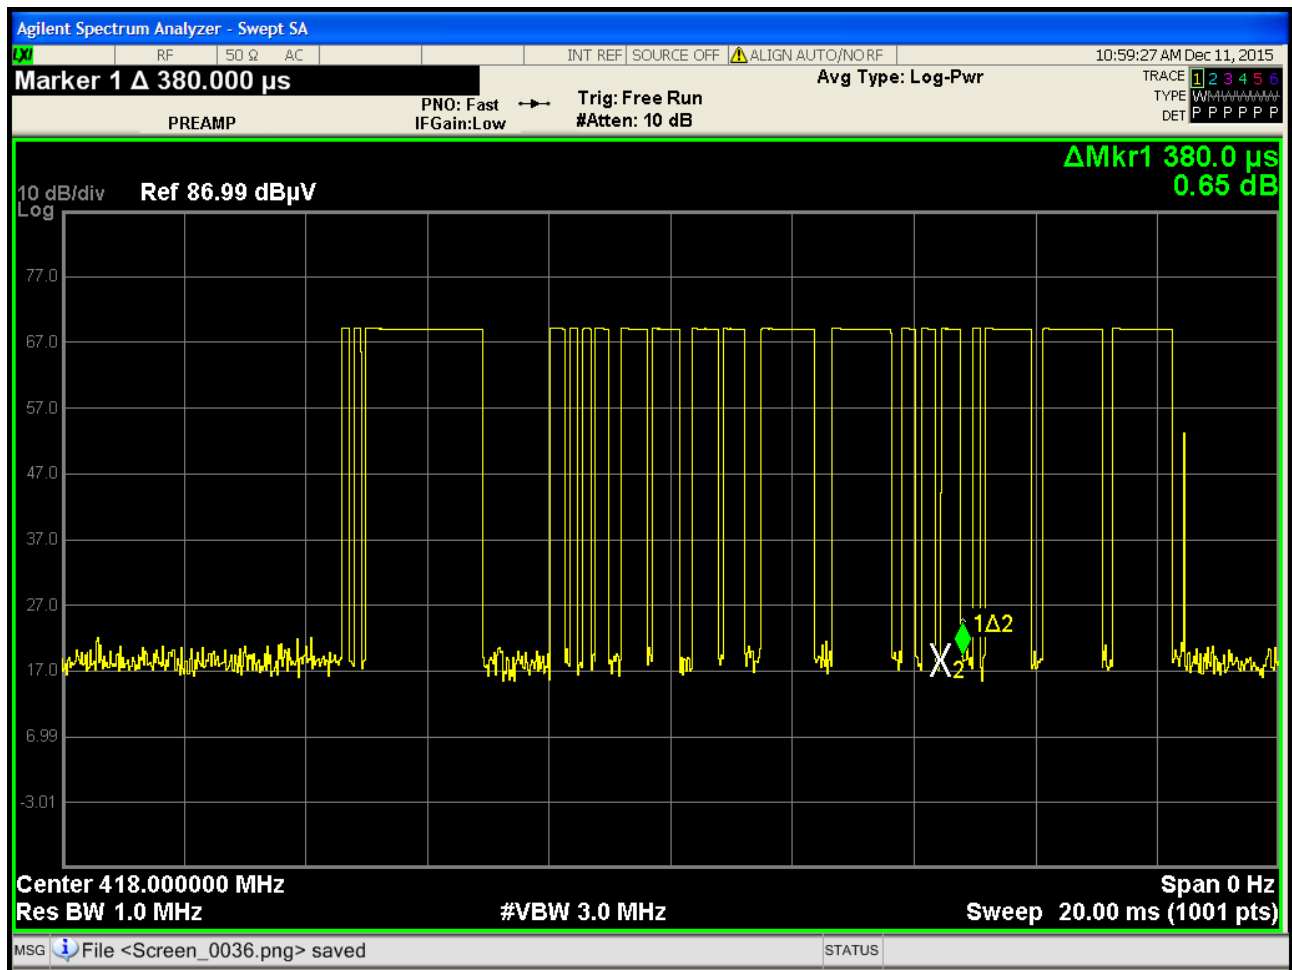 Agilent Spectrum Analyzer - Swept SA
LXI RF 50 Ω AC INT REF SOURCE OFF ALIGN AUTO/NO RF 10:59:27 AM Dec 11, 2015
Marker 1 Δ 380.000 µs
Avg Type: Log-Pwr
TRACE 1 2 3 4 5 6
PNO: Fast Trig: Free Run
TYPE WMWWWWW
PREAMP IFGain:Low #Atten: 10 dB
DET P P P P P P
ΔMkr1 380.0 µs
0.65 dB
10 dB/div Ref 86.99 dBµV
Log
77.0
67.0
57.0
47.0
37.0
27.0
1Δ2
17.0
2
6.99
-3.01
Center 418.000000 MHz Span 0 Hz
Res BW 1.0 MHz #VBW 3.0 MHz Sweep 20.00 ms (1001 pts)
MSG File <Screen_0036.png> saved STATUS